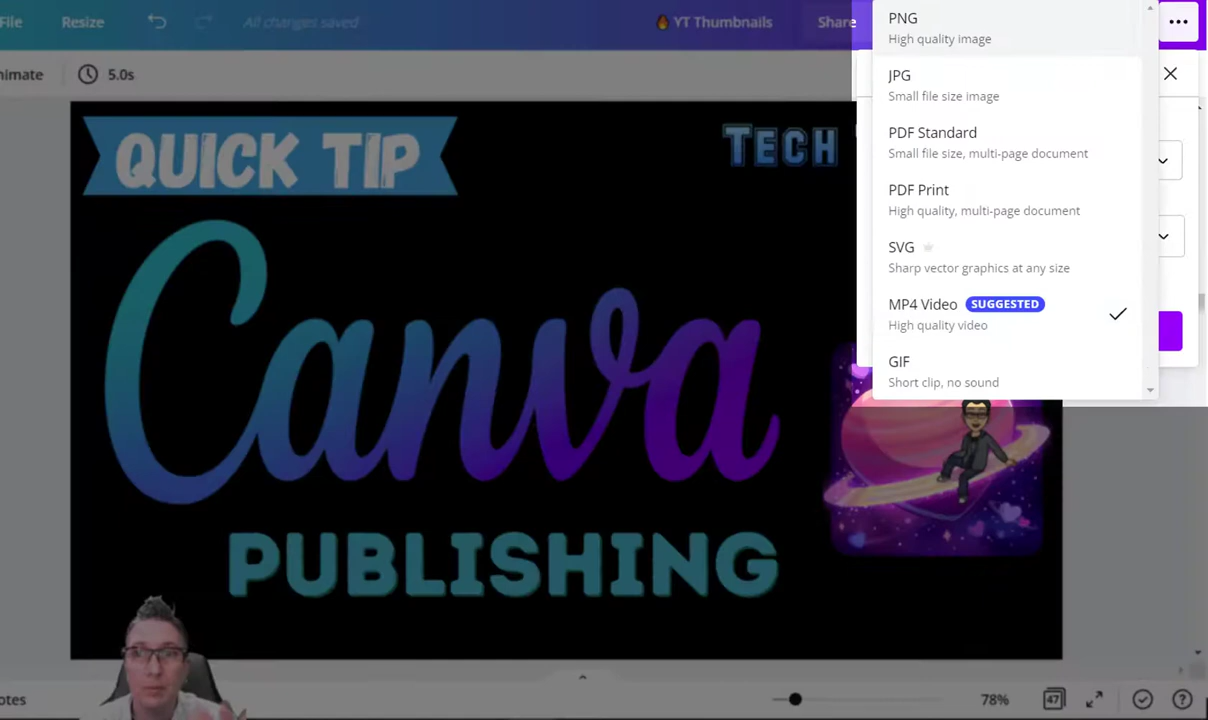 File Resize All changes saved 🔥 YT Thumbnails Share
5.0s
PNG
High quality image
JPG
Small file size image
PDF Standard
Small file size, multi-page document
PDF Print
High quality, multi-page document
SVG
Sharp vector graphics at any size
MP4 Video SUGGESTED
High quality video
GIF
Short clip, no sound
QUICK TIP
TECH
Canva
PUBLISHING
78% 47